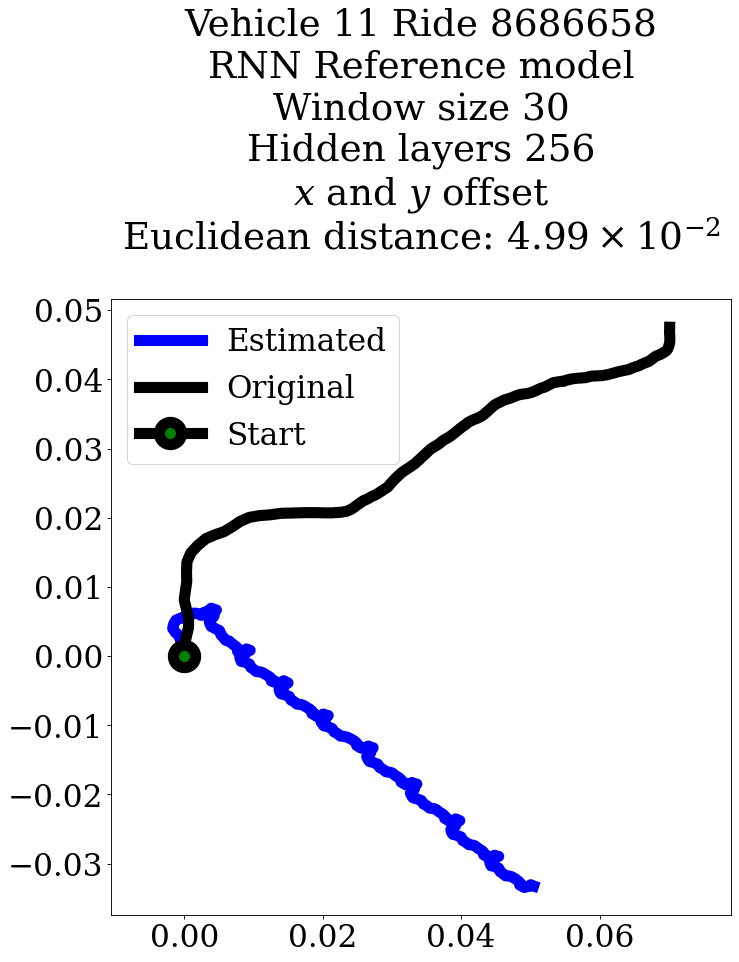 Vehicle 11 Ride 8686658
RNN Reference model
Window size 30
Hidden layers 256
x and y offset
Euclidean distance: 4.99 × 10⁻²
0.05
0.04
0.03
0.02
0.01
0.00
−0.01
−0.02
−0.03
Estimated
Original
Start
0.00 0.02 0.04 0.06